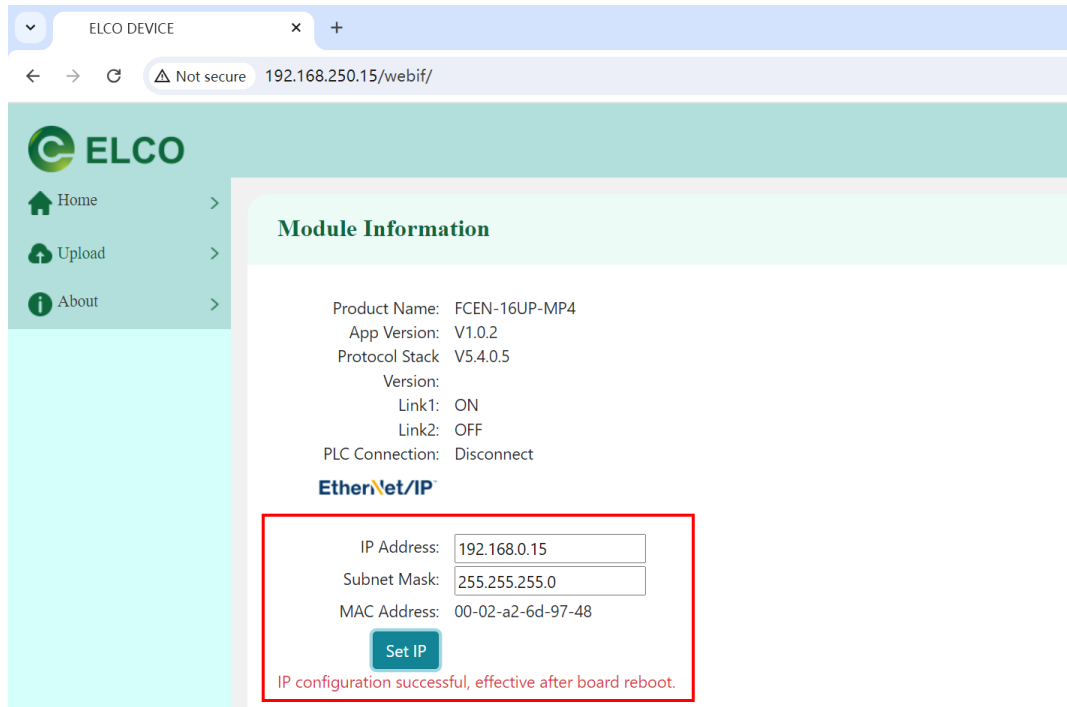 ELCO DEVICE
Not secure 192.168.250.15/webif/
ELCO
Home
Upload
About
Module Information
Product Name: FCEN-16UP-MP4
App Version: V1.0.2
Protocol Stack V5.4.0.5
Version:
Link1: ON
Link2: OFF
PLC Connection: Disconnect
EtherNet/IP™
IP Address: 192.168.0.15
Subnet Mask: 255.255.255.0
MAC Address: 00-02-a2-6d-97-48
Set IP
IP configuration successful, effective after board reboot.